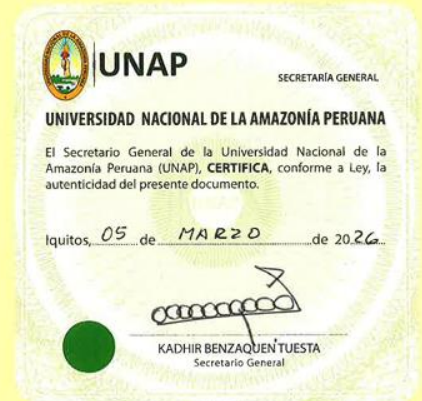 UNAP
SECRETARÍA GENERAL
UNIVERSIDAD NACIONAL DE LA AMAZONÍA PERUANA
El Secretario General de la Universidad Nacional de la
Amazonía Peruana (UNAP), CERTIFICA, conforme a Ley, la
autenticidad del presente documento.
Iquitos, 05 de MARZO de 2026
KADHIR BENZAQUEN TUESTA
Secretario General